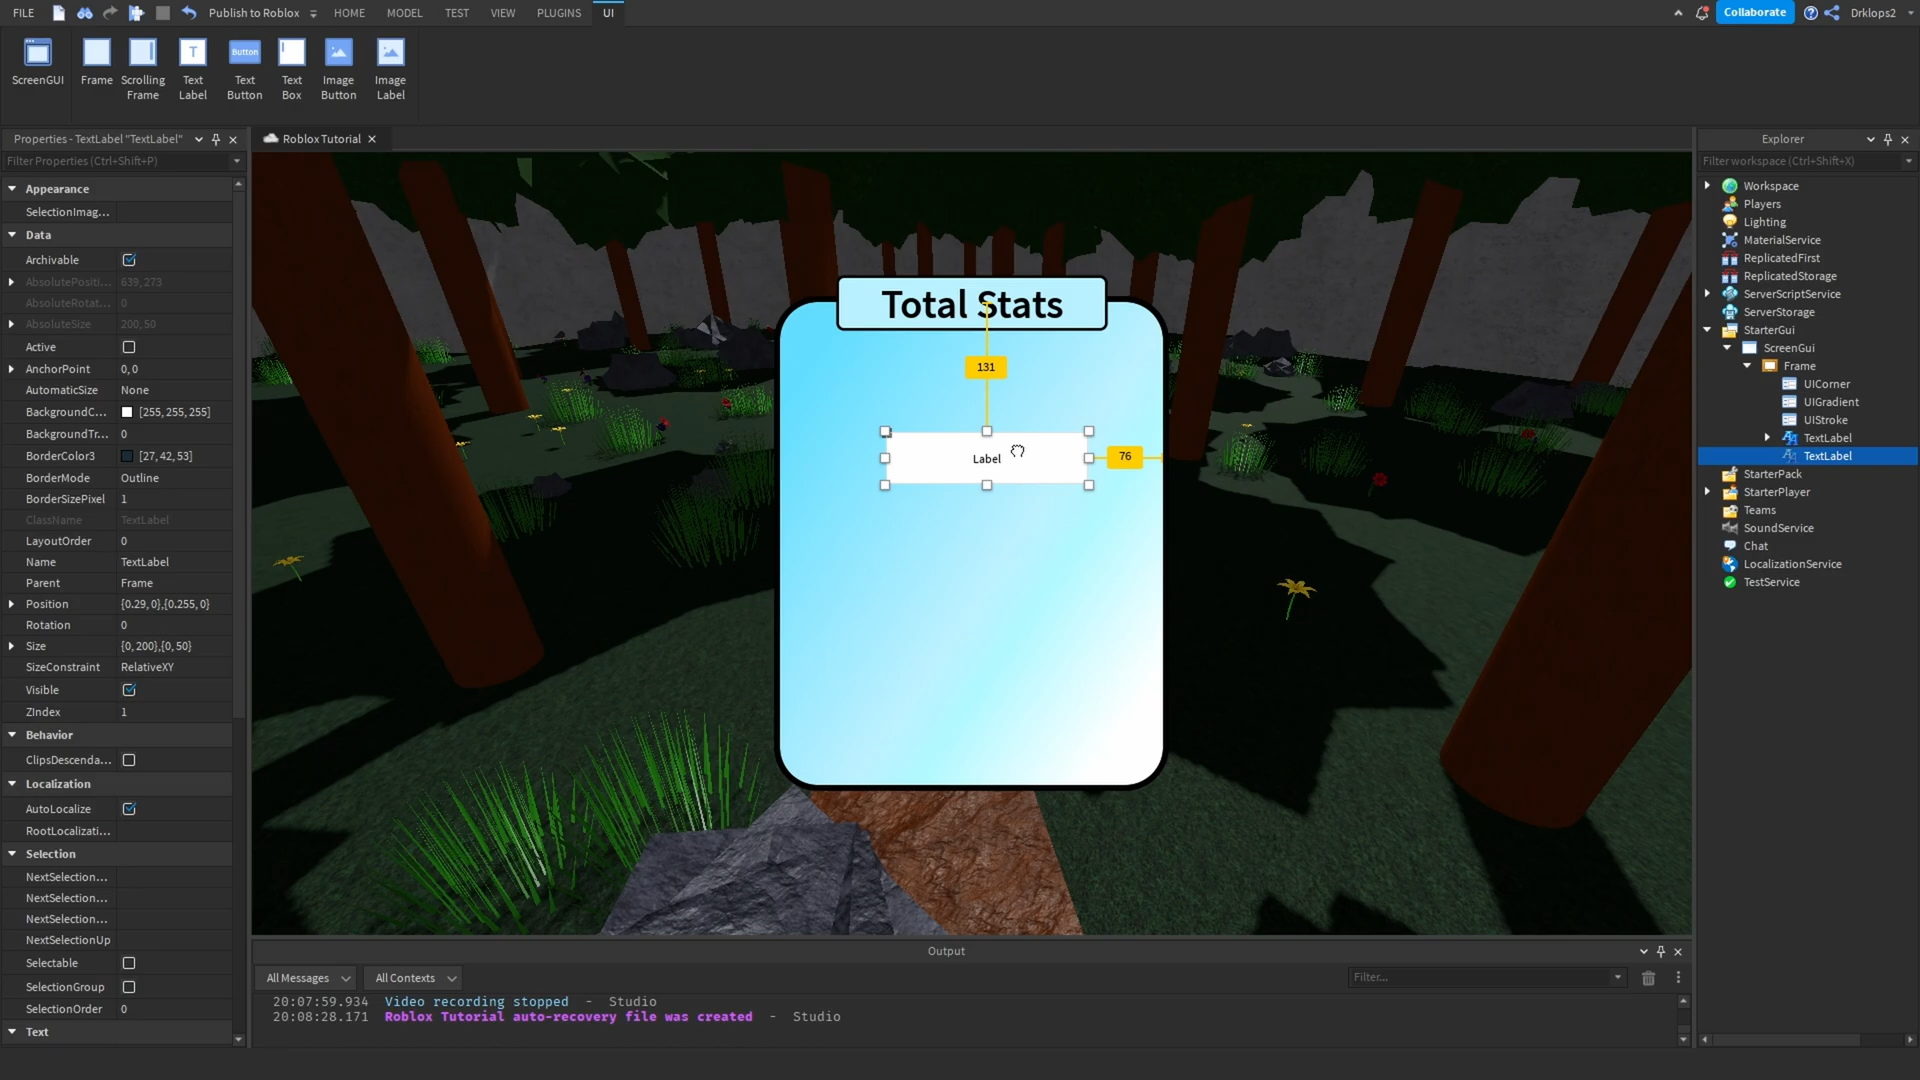 FILE Publish to Roblox HOME MODEL TEST VIEW PLUGINS UI Collaborate Drklops2
ScreenGUI
Frame
Scrolling
Frame
Text
Label
Button
Text
Button
Text
Box
Image
Button
Image
Label
Properties - TextLabel "TextLabel"
Filter Properties (Ctrl+Shift+P)
Appearance
SelectionImag...
Data
Archivable
AbsolutePositi... 639, 273
AbsoluteRotat... 0
AbsoluteSize 200, 50
Active
AnchorPoint 0, 0
AutomaticSize None
BackgroundC... [255, 255, 255]
BackgroundTr... 0
BorderColor3 [27, 42, 53]
BorderMode Outline
BorderSizePixel 1
ClassName TextLabel
LayoutOrder 0
Name TextLabel
Parent Frame
Position {0.29, 0},{0.255, 0}
Rotation 0
Size {0, 200},{0, 50}
SizeConstraint RelativeXY
Visible
ZIndex 1
Behavior
ClipsDescenda...
Localization
AutoLocalize
RootLocalizati...
Selection
NextSelection...
NextSelection...
NextSelection...
NextSelectionUp
Selectable
SelectionGroup
SelectionOrder 0
Text
Roblox Tutorial
Total Stats
131
Label
76
Output
All Messages All Contexts Filter...
20:07:59.934 Video recording stopped - Studio
20:08:28.171 Roblox Tutorial auto-recovery file was created - Studio
Explorer
Filter workspace (Ctrl+Shift+X)
Workspace
Players
Lighting
MaterialService
ReplicatedFirst
ReplicatedStorage
ServerScriptService
ServerStorage
StarterGui
ScreenGui
Frame
UICorner
UIGradient
UIStroke
TextLabel
TextLabel
StarterPack
StarterPlayer
Teams
SoundService
Chat
LocalizationService
TestService